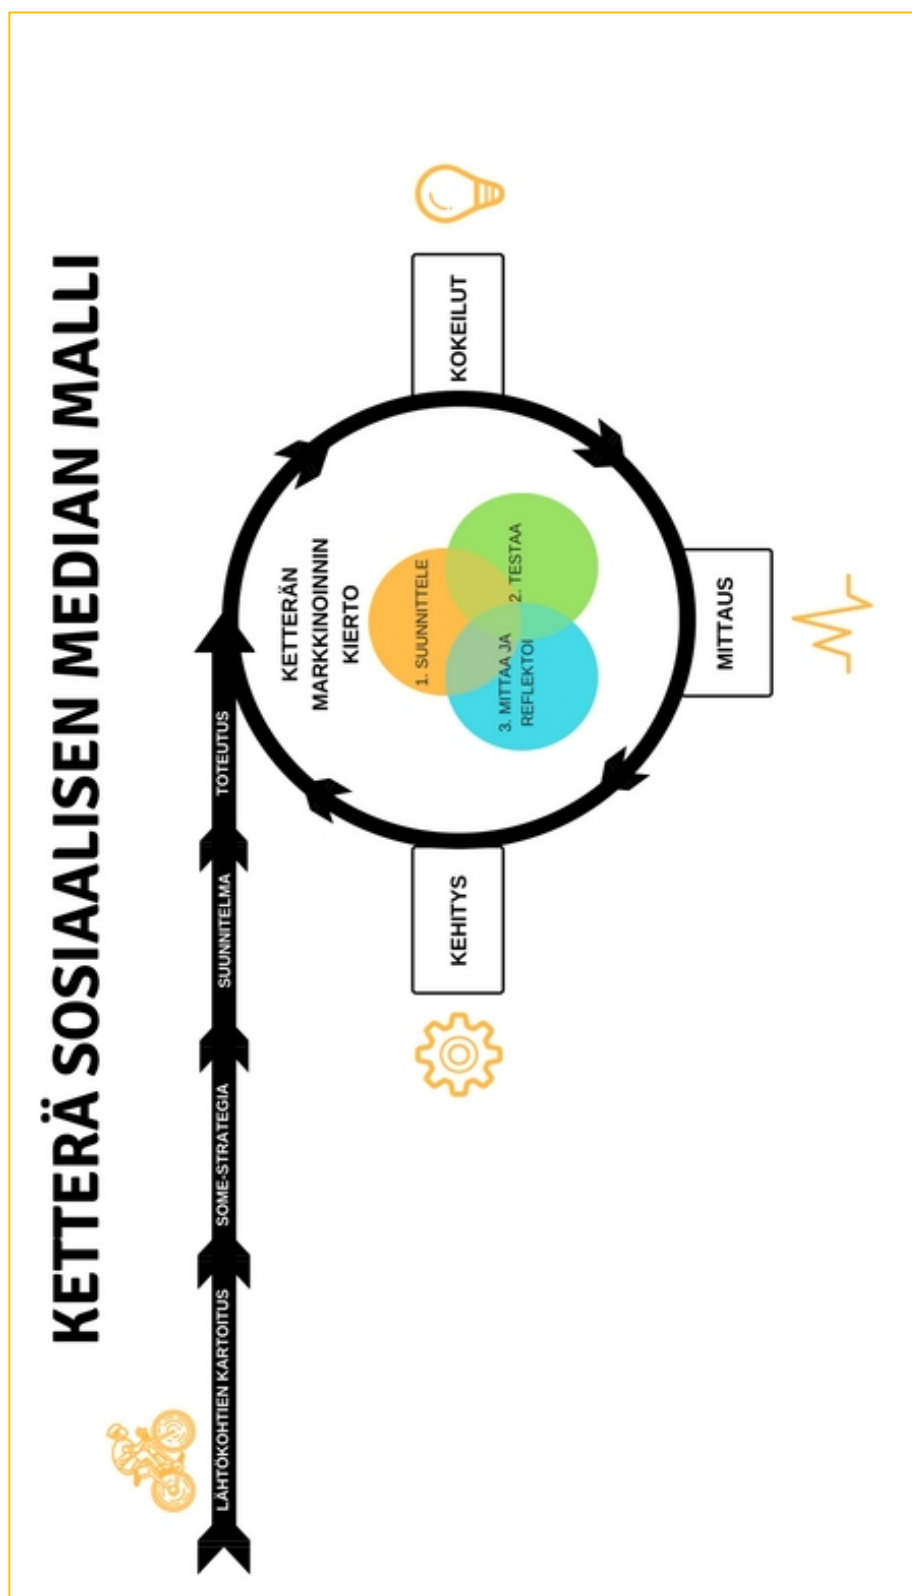 KETTERÄ SOSIAALISEN MEDIAN MALLI
LÄHTÖKOHTIEN KARTOITUS
SOME-STRATEGIA
SUUNNITELMA
TOTEUTUS
KETTERÄN
MARKKINOINNIN
KIERTO
1. SUUNNITTELE
2. TESTAA
3. MITTAA JA
REFLEKTOI
KOKEILUT
MITTAUS
KEHITYS